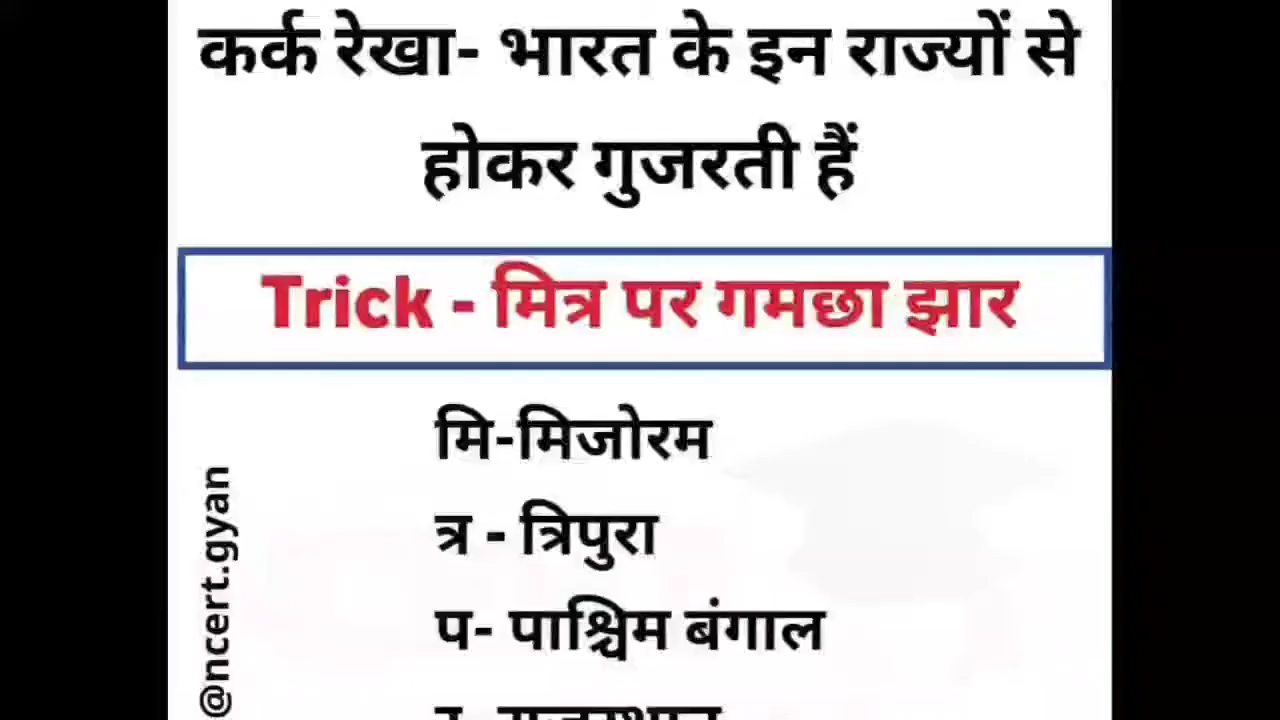 कर्क रेखा- भारत के इन राज्यों से
होकर गुजरती हैं
Trick - मित्र पर गमछा झार
मि-मिजोरम
त्र - त्रिपुरा
प- पाश्चिम बंगाल
@ncert.gyan